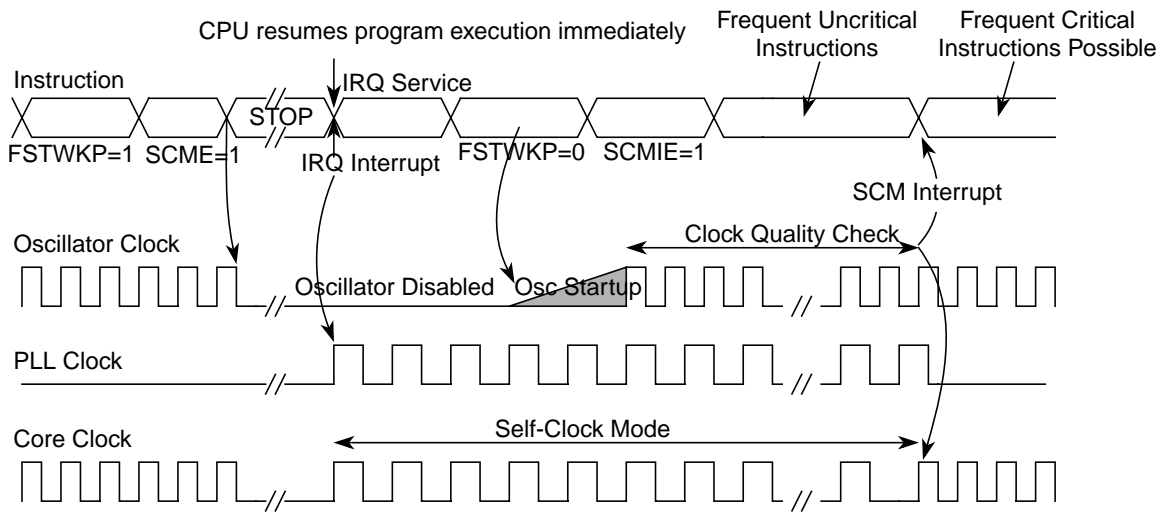 CPU resumes program execution immediately
Frequent Uncritical
Instructions
Frequent Critical
Instructions Possible
Instruction
STOP
IRQ Service
FSTWKP=1
SCME=1
IRQ Interrupt
FSTWKP=0
SCMIE=1
SCM Interrupt
Oscillator Clock
Clock Quality Check
Oscillator Disabled
Osc Startup
PLL Clock
Core Clock
Self-Clock Mode